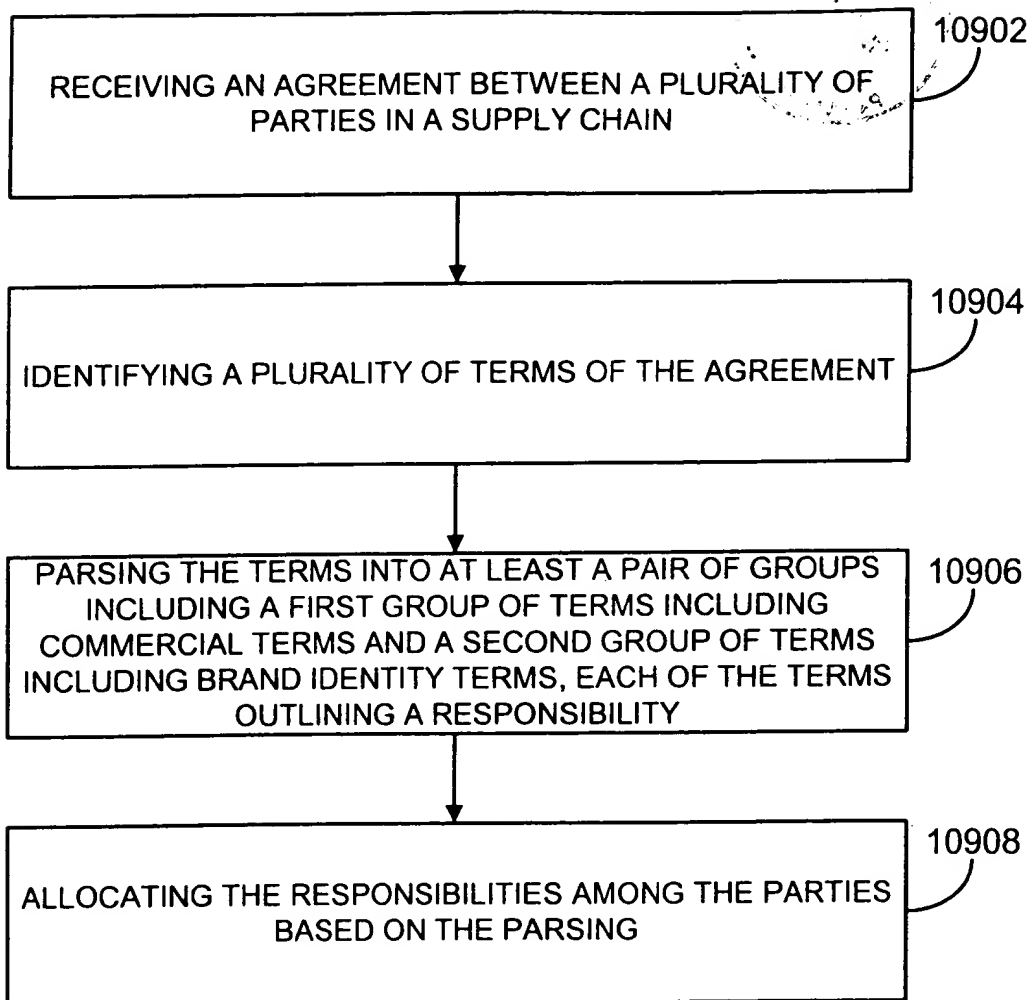 10902
RECEIVING AN AGREEMENT BETWEEN A PLURALITY OF
PARTIES IN A SUPPLY CHAIN
10904
IDENTIFYING A PLURALITY OF TERMS OF THE AGREEMENT
10906
PARSING THE TERMS INTO AT LEAST A PAIR OF GROUPS
INCLUDING A FIRST GROUP OF TERMS INCLUDING
COMMERCIAL TERMS AND A SECOND GROUP OF TERMS
INCLUDING BRAND IDENTITY TERMS, EACH OF THE TERMS
OUTLINING A RESPONSIBILITY
10908
ALLOCATING THE RESPONSIBILITIES AMONG THE PARTIES
BASED ON THE PARSING